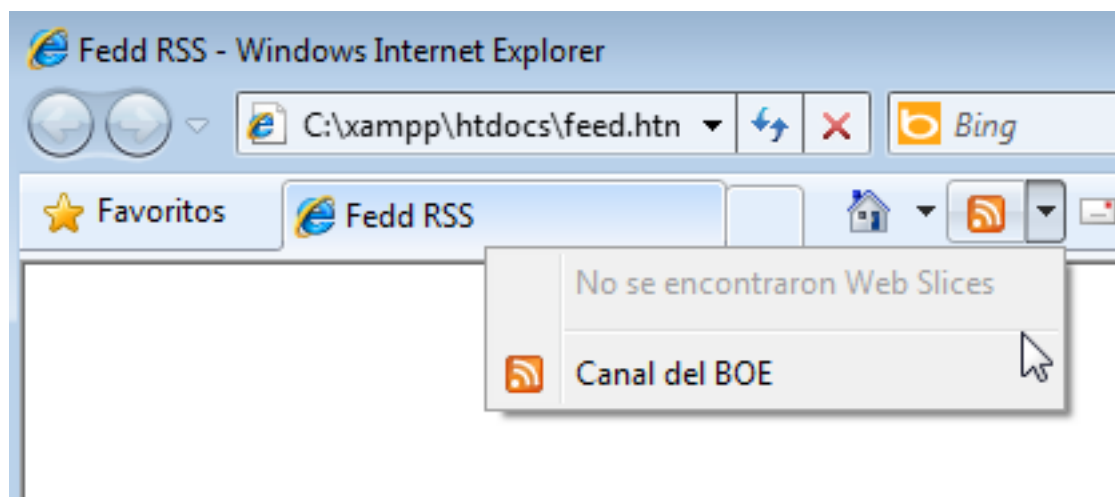 Fedd RSS - Windows Internet Explorer
C:\xampp\htdocs\feed.htn
Bing
Favoritos
Fedd RSS
No se encontraron Web Slices
Canal del BOE